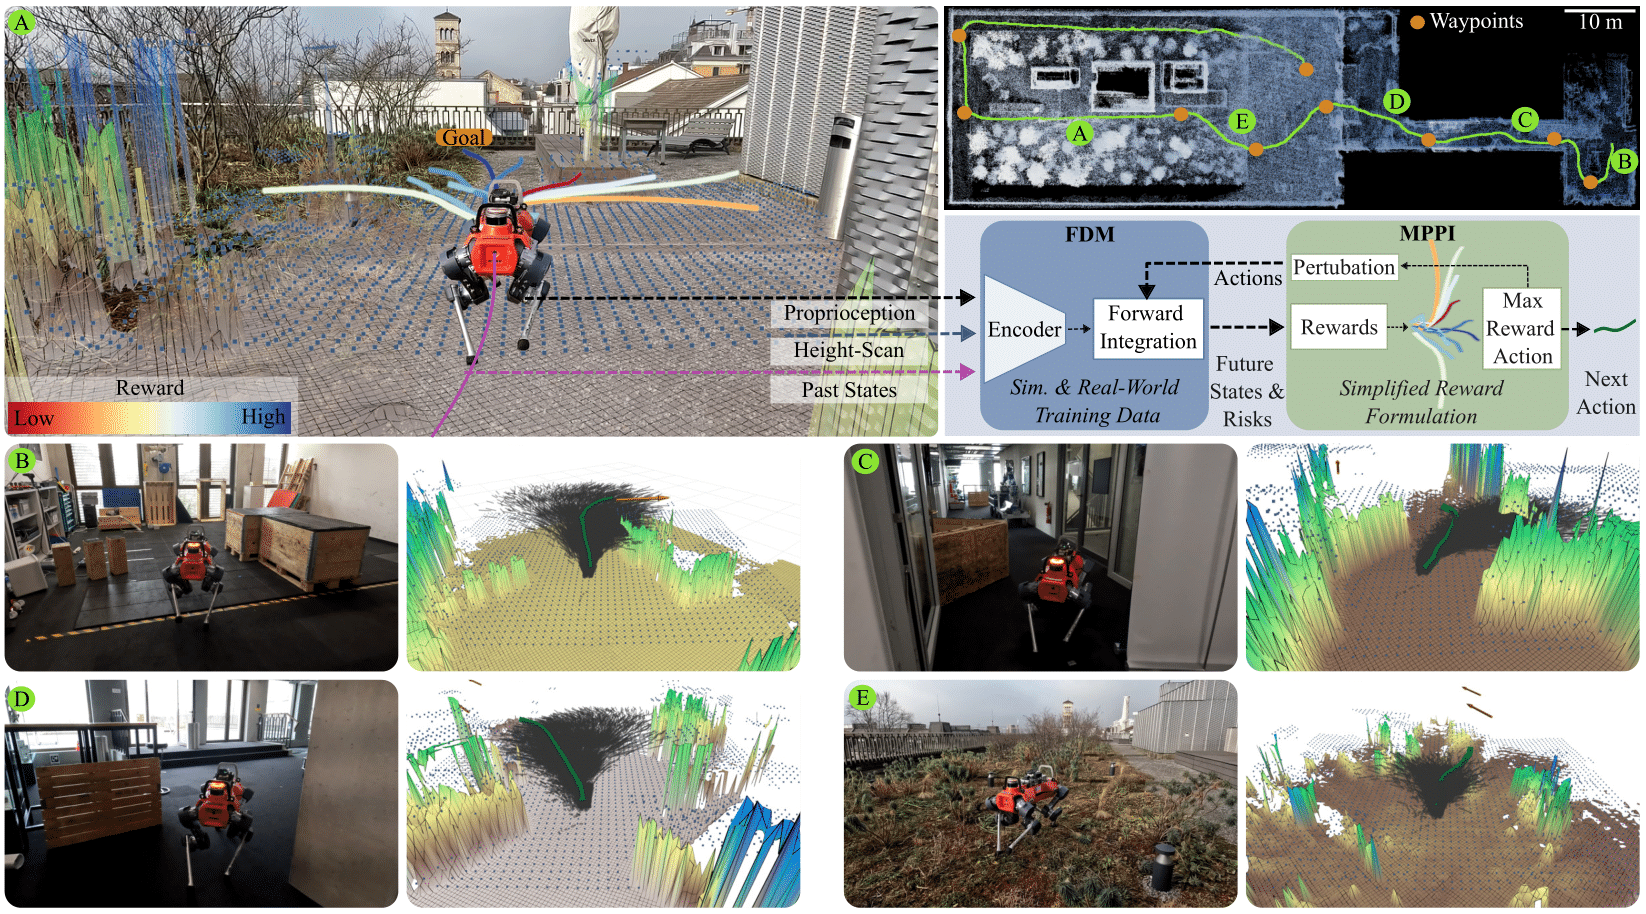 A
Goal
Proprioception
Height-Scan
Past States
Reward
Low
High
Waypoints
10 m
A
E
D
C
B
FDM
Encoder
Forward
Integration
Sim. & Real-World
Training Data
Actions
Future
States &
Risks
MPPI
Pertubation
Rewards
Max
Reward
Action
Simplified Reward
Formulation
Next
Action
B
C
D
E